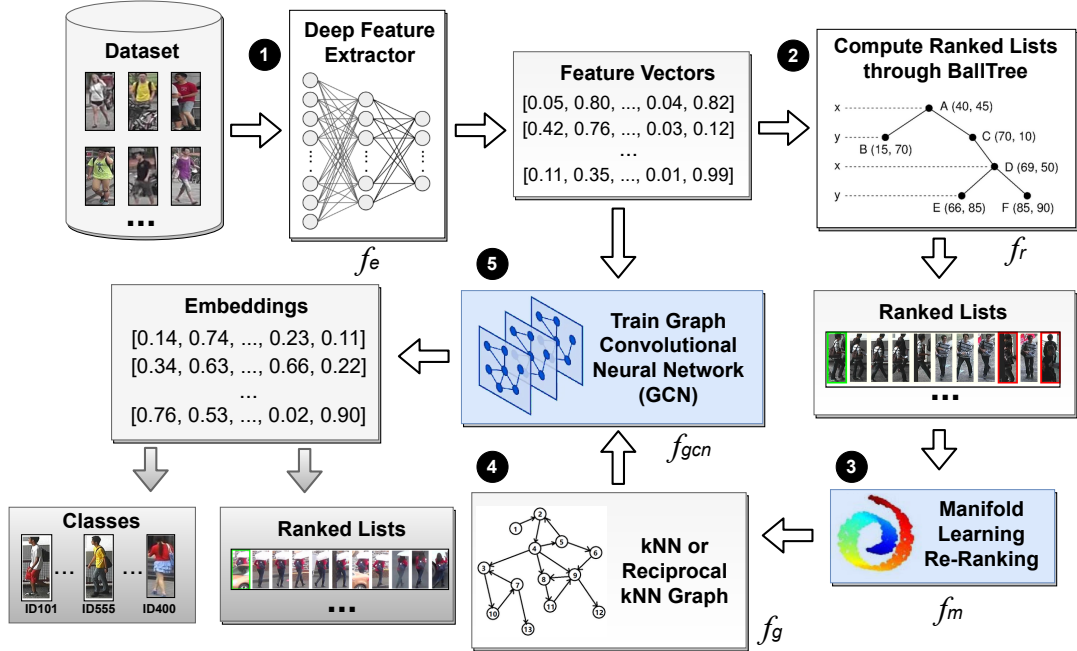 Dataset
...
1
Deep Feature
Extractor
f_e
Feature Vectors
[0.05, 0.80, ..., 0.04, 0.82]
[0.42, 0.76, ..., 0.03, 0.12]
...
[0.11, 0.35, ..., 0.01, 0.99]
2
Compute Ranked Lists
through BallTree
x
A (40, 45)
y
B (15, 70)
C (70, 10)
x
D (69, 50)
y
E (66, 85)
F (85, 90)
f_r
Ranked Lists
...
3
Manifold
Learning
Re-Ranking
f_m
4
1
2
3
4
5
6
7
8
9
10
11
12
13
kNN or
Reciprocal
kNN Graph
f_g
5
Train Graph
Convolutional
Neural Network
(GCN)
f_gcn
Embeddings
[0.14, 0.74, ..., 0.23, 0.11]
[0.34, 0.63, ..., 0.66, 0.22]
...
[0.76, 0.53, ..., 0.02, 0.90]
Classes
... ...
ID101 ID555 ID400
Ranked Lists
...